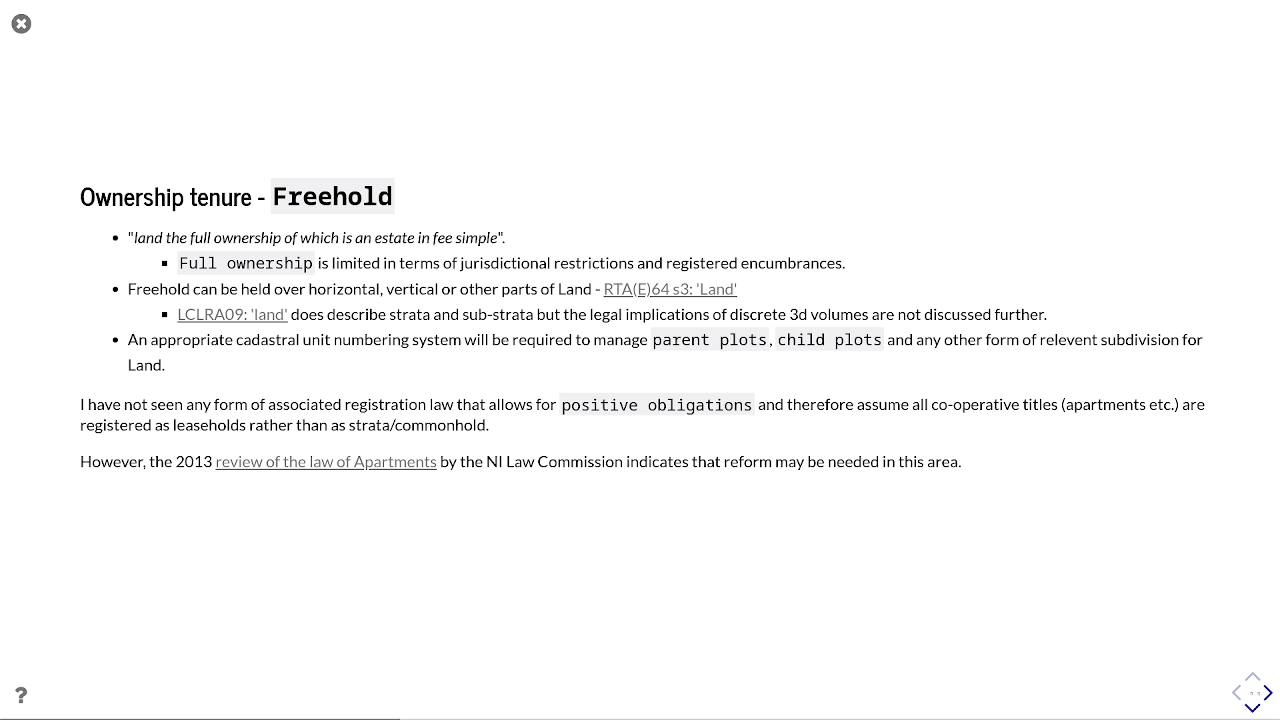 Ownership tenure - Freehold
"land the full ownership of which is an estate in fee simple".
Full ownership is limited in terms of jurisdictional restrictions and registered encumbrances.
Freehold can be held over horizontal, vertical or other parts of Land - RTA(E)64 s3: 'Land'
LCLRA09: 'land' does describe strata and sub-strata but the legal implications of discrete 3d volumes are not discussed further.
An appropriate cadastral unit numbering system will be required to manage parent plots, child plots and any other form of relevent subdivision for
Land.
I have not seen any form of associated registration law that allows for positive obligations and therefore assume all co-operative titles (apartments etc.) are
registered as leaseholds rather than as strata/commonhold.
However, the 2013 review of the law of Apartments by the NI Law Commission indicates that reform may be needed in this area.
?